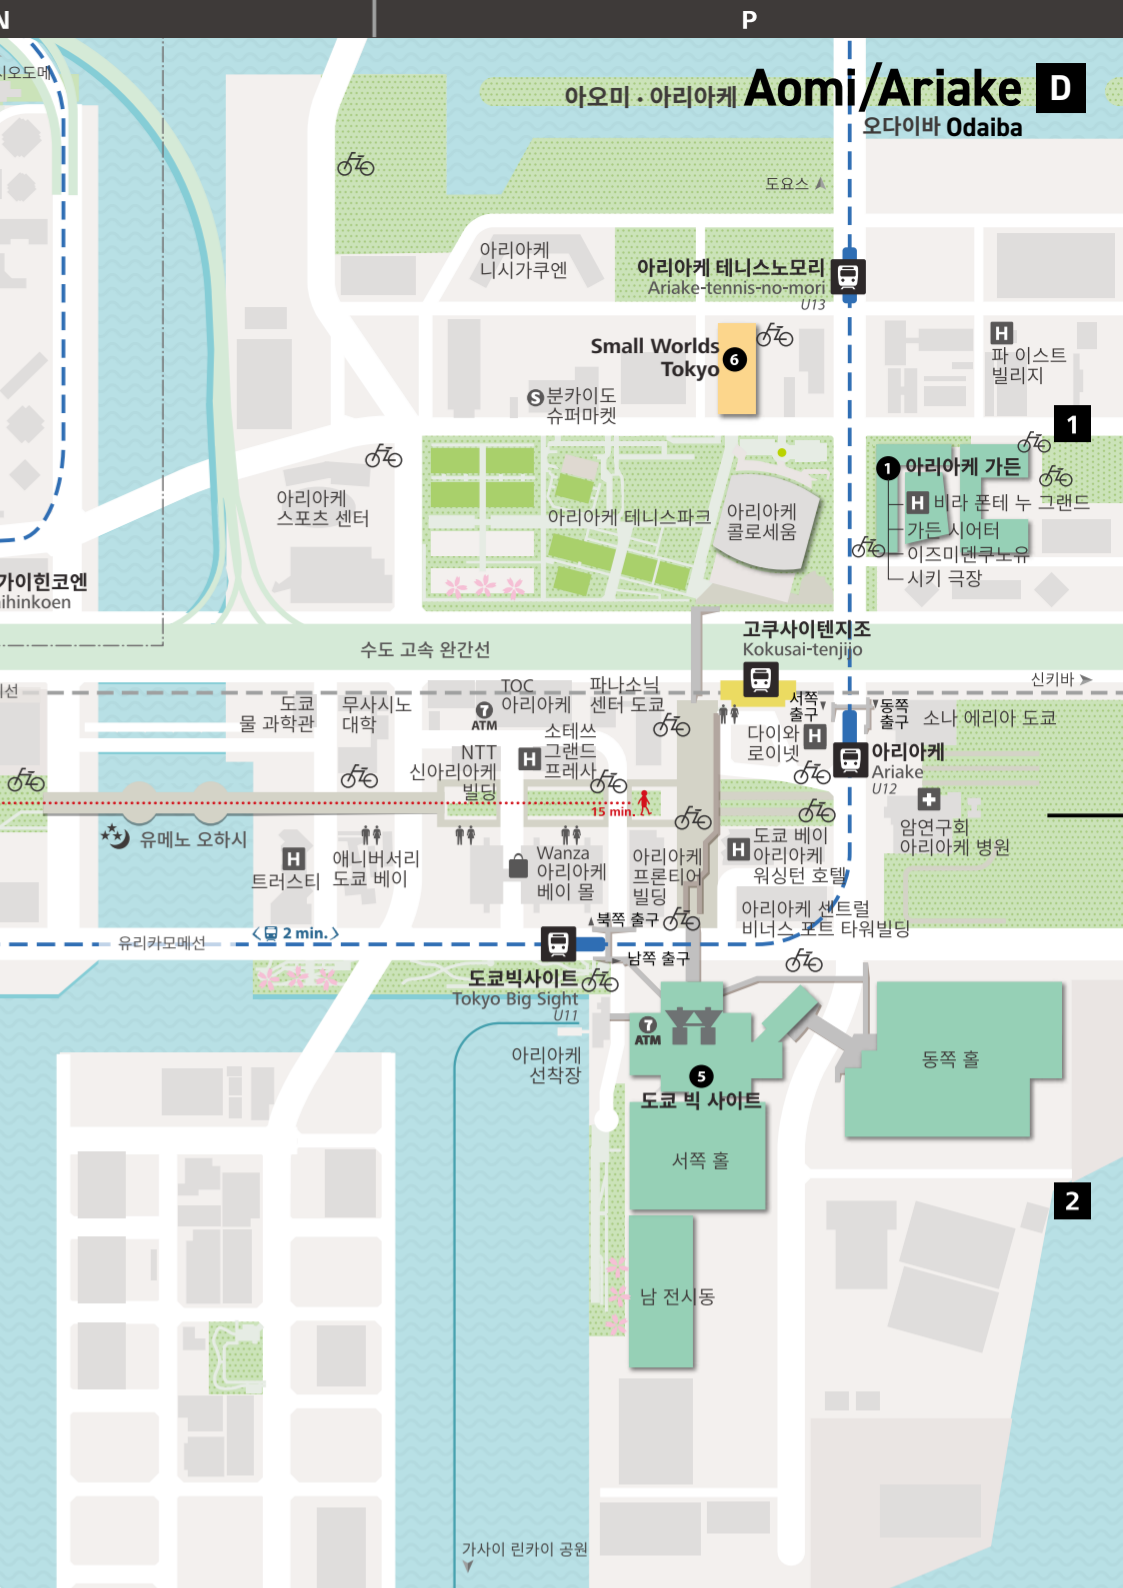 N
P
시오도메
아오미 · 아리아케 Aomi/Ariake D
오다이바 Odaiba
도요스
아리아케
니시가쿠엔
아리아케 테니스노모리
Ariake-tennis-no-mori
U13
Small Worlds
Tokyo
6
H
파 이스트
빌리지
S 분카이도
슈퍼마켓
1
1 아리아케 가든
H 비라 폰테 누 그랜드
가든 시어터
이즈미덴쿠노유
시키 극장
아리아케
스포츠 센터
아리아케 테니스파크
아리아케
콜로세움
가이힌코엔
ihinkoen
고쿠사이텐지조
Kokusai-tenjijo
수도 고속 완간선
신키바
선
도쿄
물 과학관
무사시노
대학
TOC
아리아케
7
ATM
파나소닉
센터 도쿄
서쪽
출구
동쪽
출구
소나 에리아 도쿄
NTT
신아리아케
빌딩
H
소테쓰
그랜드
프레사
다이와
로이넷
H
아리아케
Ariake
U12
15 min.
유메노 오하시
H
트러스티
애니버서리
도쿄 베이
Wanza
아리아케
베이 몰
아리아케
프론티어
빌딩
H
도쿄 베이
아리아케
워싱턴 호텔
암연구회
아리아케 병원
아리아케 센트럴
비너스 포트 타워빌딩
유리카모메선
2 min.
북쪽 출구
남쪽 출구
도쿄빅사이트
Tokyo Big Sight
U11
아리아케
선착장
7
ATM
5
도쿄 빅 사이트
동쪽 홀
서쪽 홀
2
남 전시동
가사이 린카이 공원